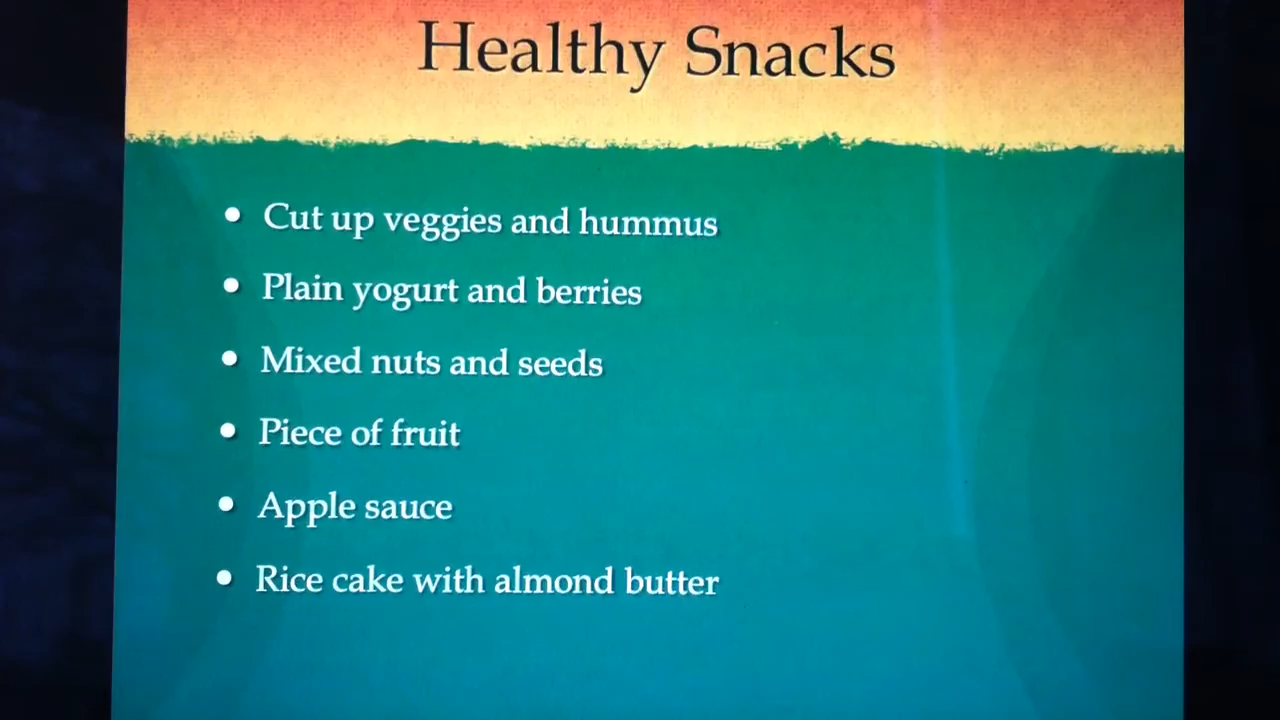 Healthy Snacks
• Cut up veggies and hummus
• Plain yogurt and berries
• Mixed nuts and seeds
• Piece of fruit
• Apple sauce
• Rice cake with almond butter